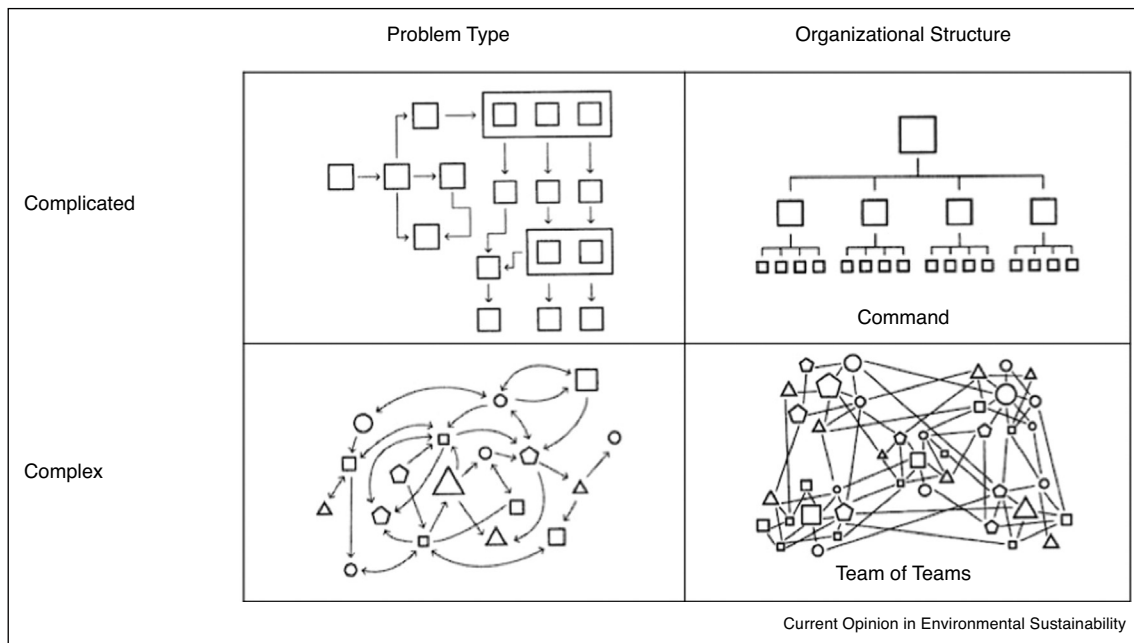 Problem Type
Organizational Structure
Complicated
Command
Complex
Team of Teams
Current Opinion in Environmental Sustainability